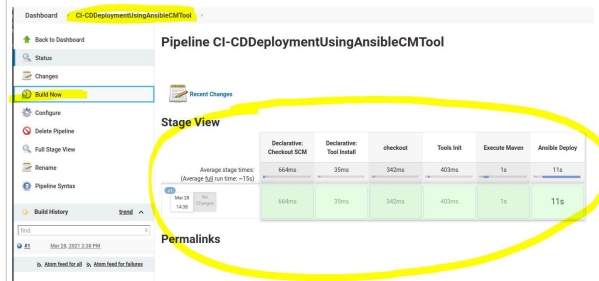 Dashboard CI-CDDeploymentUsingAnsibleCMTool
Back to Dashboard
Status
Changes
Build Now
Configure
Delete Pipeline
Full Stage View
Rename
Pipeline Syntax
Build History trend
find
#1 Mar 28, 2021 2:36 PM
Atom feed for all Atom feed for failures
Pipeline CI-CDDeploymentUsingAnsibleCMTool
Recent Changes
Stage View
Declarative: Checkout SCM
Declarative: Tool Install
checkout
Tools Init
Execute Maven
Ansible Deploy
Average stage times: 664ms 35ms 342ms 403ms 1s 11s
(Average full run time: ~15s)
#1
Mar 28
14:36
No Changes
664ms 35ms 342ms 403ms 1s 11s
Permalinks